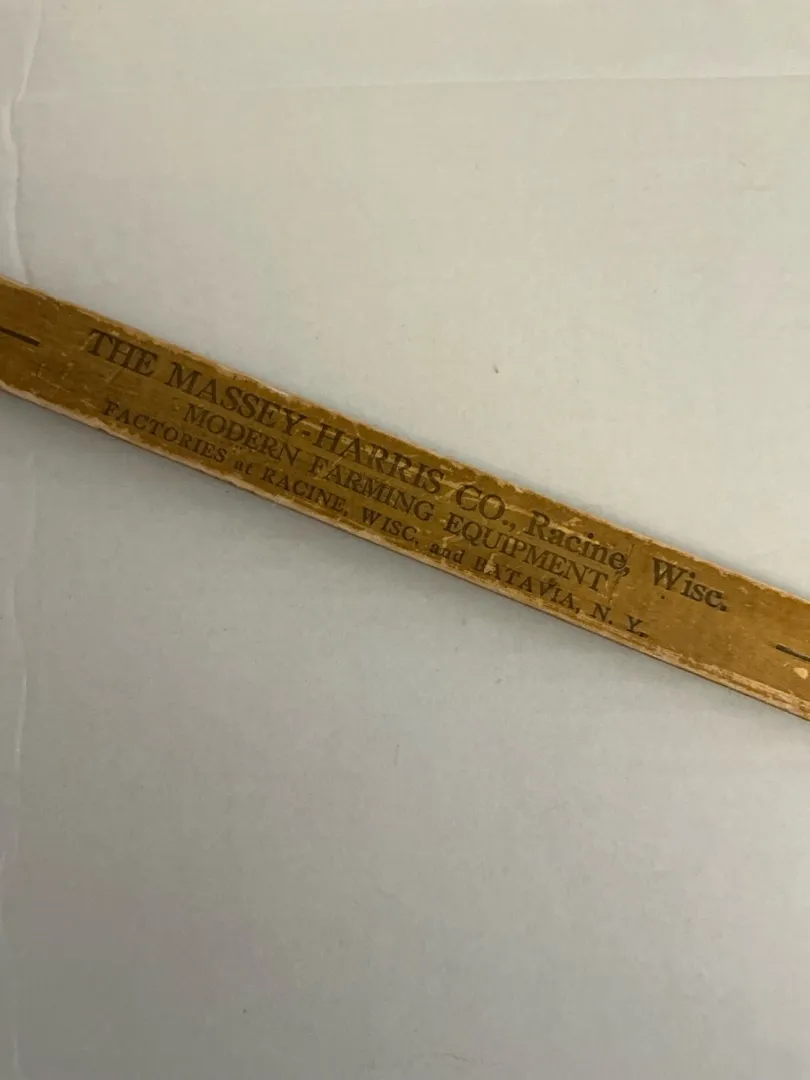 THE MASSEY-HARRIS CO., Racine, Wisc.
MODERN FARMING EQUIPMENT
FACTORIES at RACINE, WISC. and BATAVIA, N. Y.